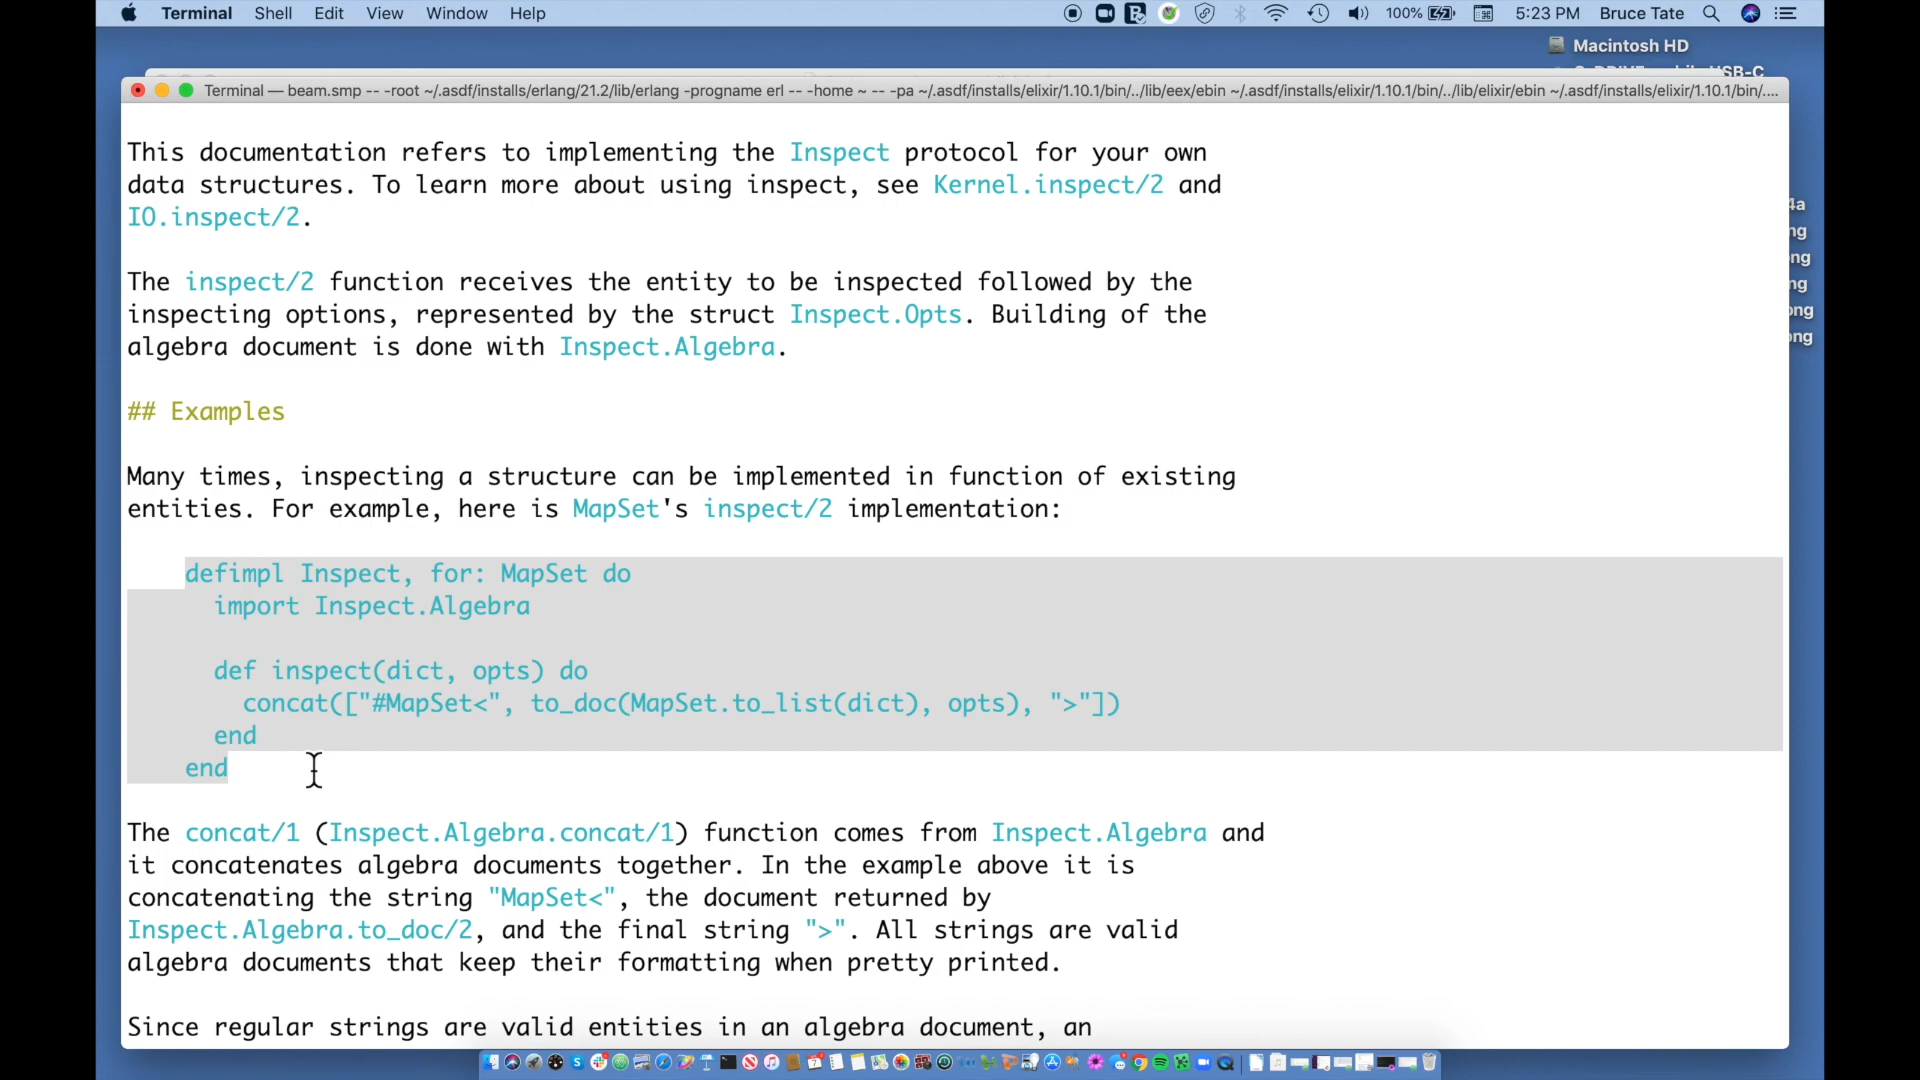 Terminal Shell Edit View Window Help 100% 5:23 PM Bruce Tate
Macintosh HD
Terminal — beam.smp -- -root ~/.asdf/installs/erlang/21.2/lib/erlang -progname erl -- -home ~ -- -pa ~/.asdf/installs/elixir/1.10.1/bin/../lib/eex/ebin ~/.asdf/installs/elixir/1.10.1/bin/../lib/elixir/ebin ~/.asdf/installs/elixir/1.10.1/bin/....
This documentation refers to implementing the Inspect protocol for your own
data structures. To learn more about using inspect, see Kernel.inspect/2 and
IO.inspect/2.
The inspect/2 function receives the entity to be inspected followed by the
inspecting options, represented by the struct Inspect.Opts. Building of the
algebra document is done with Inspect.Algebra.
## Examples
Many times, inspecting a structure can be implemented in function of existing
entities. For example, here is MapSet's inspect/2 implementation:
defimpl Inspect, for: MapSet do
import Inspect.Algebra
def inspect(dict, opts) do
concat(["#MapSet<", to_doc(MapSet.to_list(dict), opts), ">"])
end
end
The concat/1 (Inspect.Algebra.concat/1) function comes from Inspect.Algebra and
it concatenates algebra documents together. In the example above it is
concatenating the string "MapSet<", the document returned by
Inspect.Algebra.to_doc/2, and the final string ">". All strings are valid
algebra documents that keep their formatting when pretty printed.
Since regular strings are valid entities in an algebra document, an